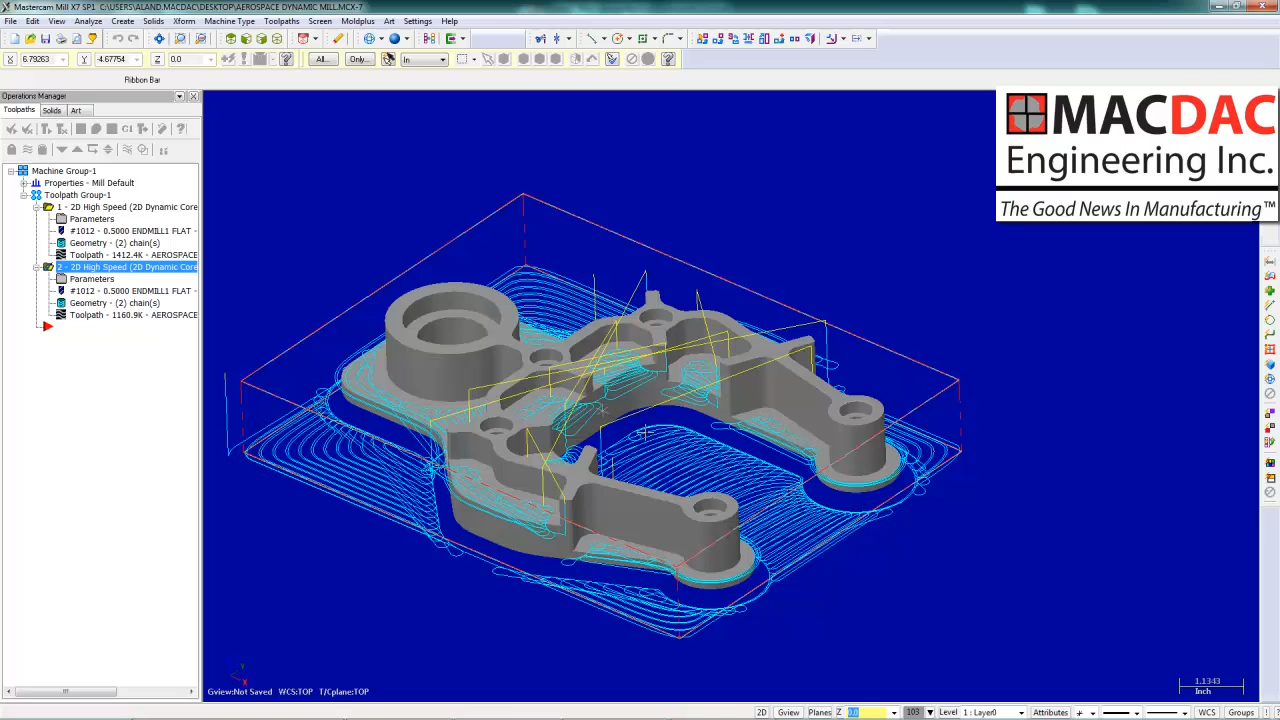 Mastercam Mill X7 SP1 C:\USERS\ALAND.MACDAC\DESKTOP\AEROSPACE DYNAMIC MILL.MCX-7
File Edit View Analyze Create Solids Xform Machine Type Toolpaths Screen Moldplus Art Settings Help
X 6.79263 Y -4.67754 Z 0.0 All... Only... In
Ribbon Bar
Operations Manager
Toolpaths Solids Art
G1
Machine Group-1
Properties - Mill Default
Toolpath Group-1
1 - 2D High Speed (2D Dynamic Core
Parameters
#1012 - 0.5000 ENDMILL1 FLAT -
Geometry - (2) chain(s)
Toolpath - 1412.4K - AEROSPACE
2 - 2D High Speed (2D Dynamic Core
Parameters
#1012 - 0.5000 ENDMILL1 FLAT -
Geometry - (2) chain(s)
Toolpath - 1160.9K - AEROSPACE
MACDAC
Engineering Inc.
The Good News In Manufacturing™
Y
X
Gview:Not Saved WCS:TOP T/Cplane:TOP
1.1343
Inch
2D Gview Planes Z 0.0 103 Level 1 : Layer0 Attributes WCS Groups